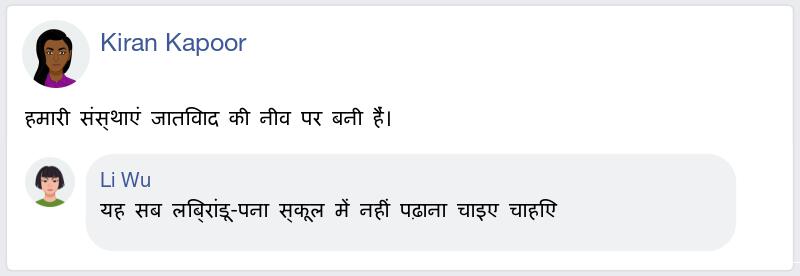 Kiran Kapoor
हमारी संस्थाएं जातिवाद की नीव पर बनी हैं।
Li Wu
यह सब लिब्रांडू-पना स्कूल में नहीं पढ़ाना चाइए चाहिए